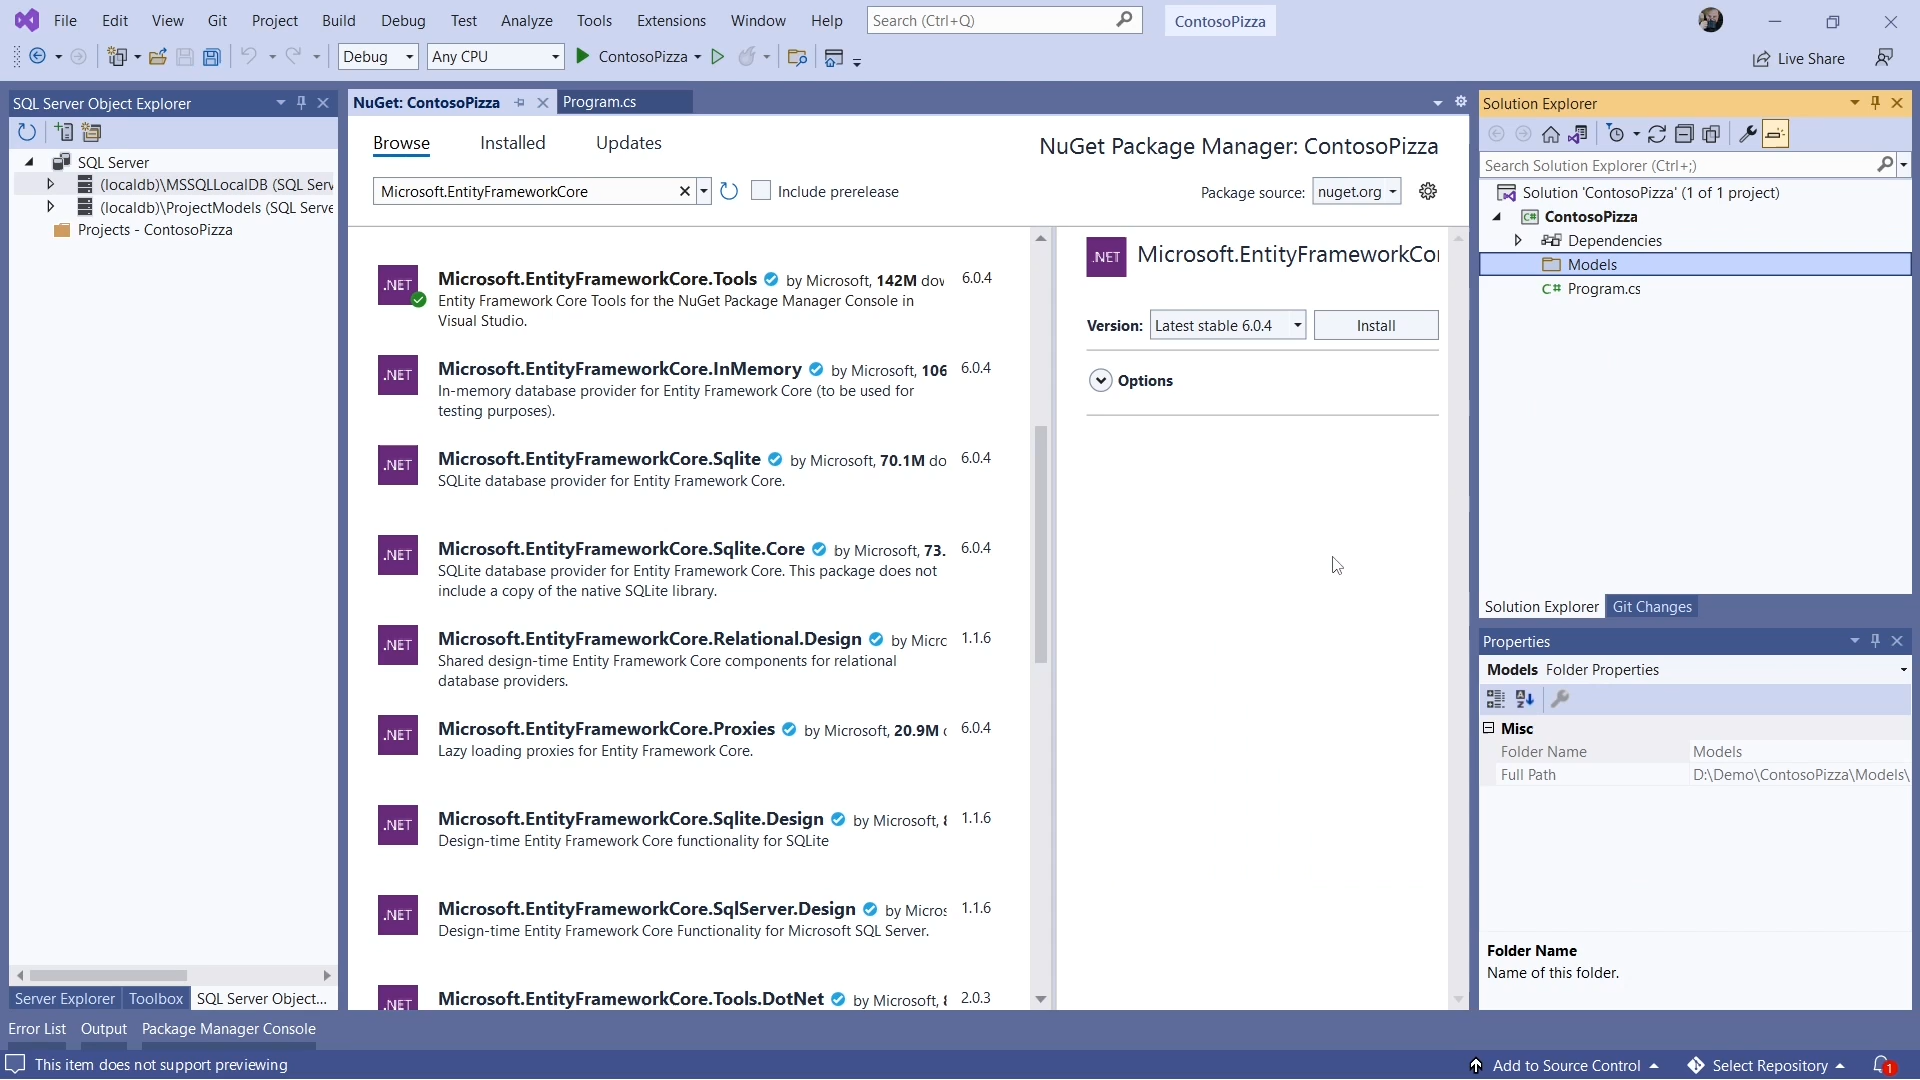 File Edit View Git Project Build Debug Test Analyze Tools Extensions Window Help Search (Ctrl+Q) ContosoPizza
Debug Any CPU ContosoPizza Live Share
SQL Server Object Explorer
SQL Server
(localdb)\MSSQLLocalDB (SQL Serv
(localdb)\ProjectModels (SQL Serve
Projects - ContosoPizza
Server Explorer Toolbox SQL Server Object...
NuGet: ContosoPizza Program.cs
Browse Installed Updates
NuGet Package Manager: ContosoPizza
Microsoft.EntityFrameworkCore Include prerelease
Package source: nuget.org
.NET Microsoft.EntityFrameworkCore.Tools by Microsoft, 142M dov 6.0.4
Entity Framework Core Tools for the NuGet Package Manager Console in
Visual Studio.
.NET Microsoft.EntityFrameworkCore.InMemory by Microsoft, 106 6.0.4
In-memory database provider for Entity Framework Core (to be used for
testing purposes).
.NET Microsoft.EntityFrameworkCore.Sqlite by Microsoft, 70.1M do 6.0.4
SQLite database provider for Entity Framework Core.
.NET Microsoft.EntityFrameworkCore.Sqlite.Core by Microsoft, 73. 6.0.4
SQLite database provider for Entity Framework Core. This package does not
include a copy of the native SQLite library.
.NET Microsoft.EntityFrameworkCore.Relational.Design by Micrc 1.1.6
Shared design-time Entity Framework Core components for relational
database providers.
.NET Microsoft.EntityFrameworkCore.Proxies by Microsoft, 20.9M 6.0.4
Lazy loading proxies for Entity Framework Core.
.NET Microsoft.EntityFrameworkCore.Sqlite.Design by Microsoft, 1.1.6
Design-time Entity Framework Core functionality for SQLite
.NET Microsoft.EntityFrameworkCore.SqlServer.Design by Micros 1.1.6
Design-time Entity Framework Core Functionality for Microsoft SQL Server.
.NET Microsoft.EntityFrameworkCore.Tools.DotNet by Microsoft, 2.0.3
.NET Microsoft.EntityFrameworkCor
Version: Latest stable 6.0.4 Install
Options
Solution Explorer
Search Solution Explorer (Ctrl+;)
Solution 'ContosoPizza' (1 of 1 project)
C# ContosoPizza
Dependencies
Models
C# Program.cs
Solution Explorer Git Changes
Properties
Models Folder Properties
Misc
Folder Name Models
Full Path D:\Demo\ContosoPizza\Models\
Folder Name
Name of this folder.
Error List Output Package Manager Console
This item does not support previewing
Add to Source Control Select Repository 1